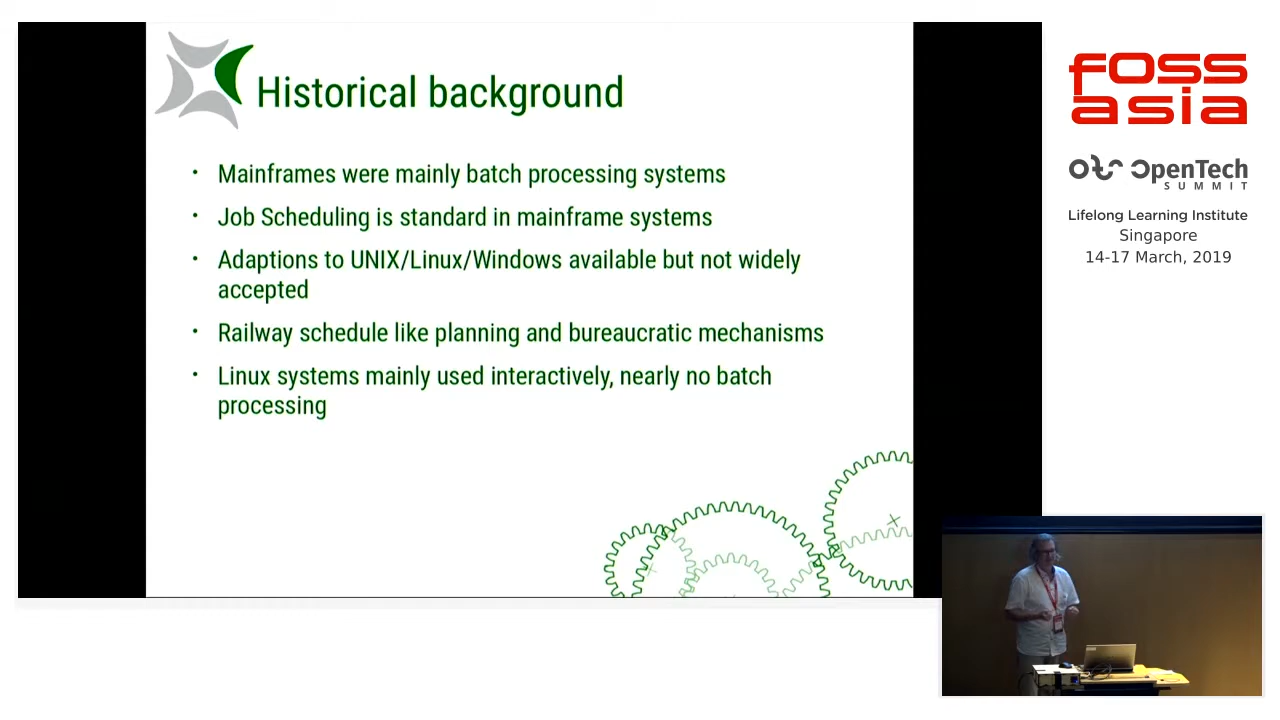 Historical background
• Mainframes were mainly batch processing systems
• Job Scheduling is standard in mainframe systems
• Adaptions to UNIX/Linux/Windows available but not widely
accepted
• Railway schedule like planning and bureaucratic mechanisms
• Linux systems mainly used interactively, nearly no batch
processing
FOSS
asia
OpenTech
SUMMIT
Lifelong Learning Institute
Singapore
14-17 March, 2019